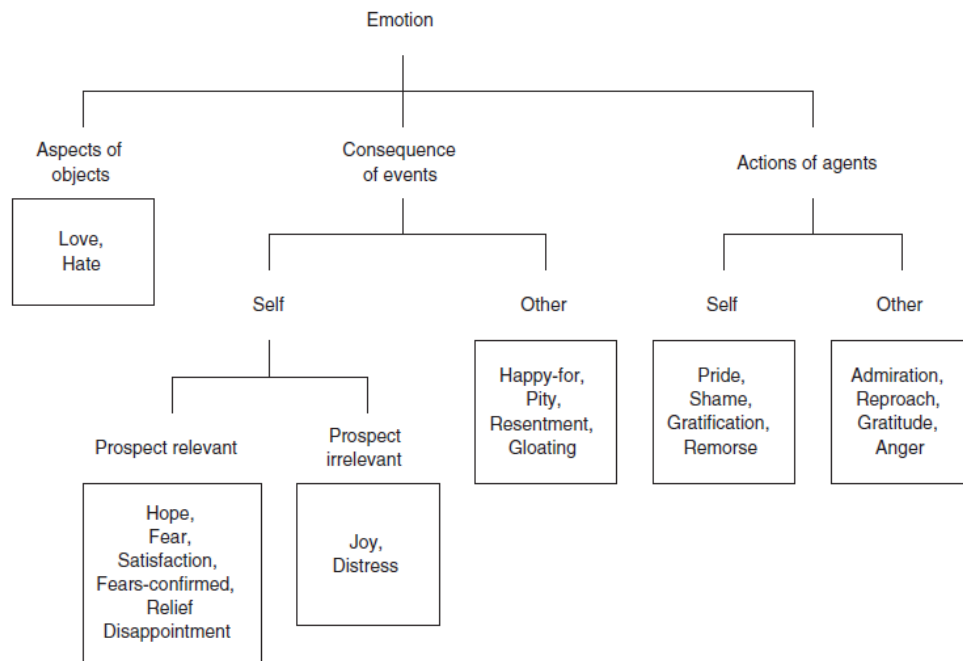 Emotion
Aspects of
objects
Consequence
of events
Actions of agents
Love,
Hate
Self
Other
Self
Other
Happy-for,
Pity,
Resentment,
Gloating
Pride,
Shame,
Gratification,
Remorse
Admiration,
Reproach,
Gratitude,
Anger
Prospect relevant
Prospect
irrelevant
Hope,
Fear,
Satisfaction,
Fears-confirmed,
Relief
Disappointment
Joy,
Distress